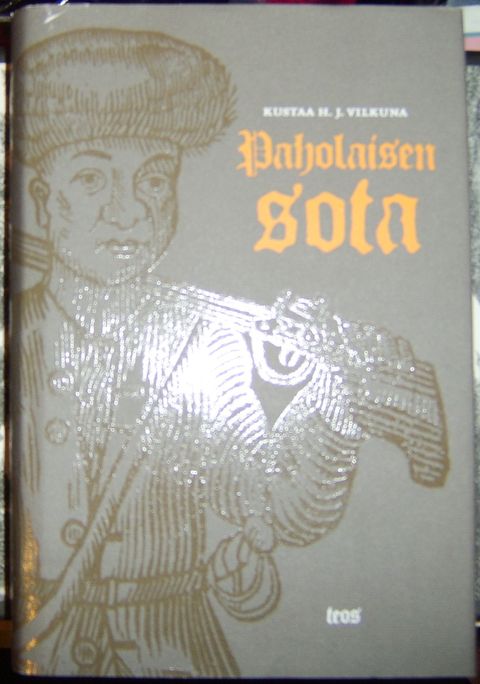 KUSTAA H. J. VILKUNA
Paholaisen
sota
teos